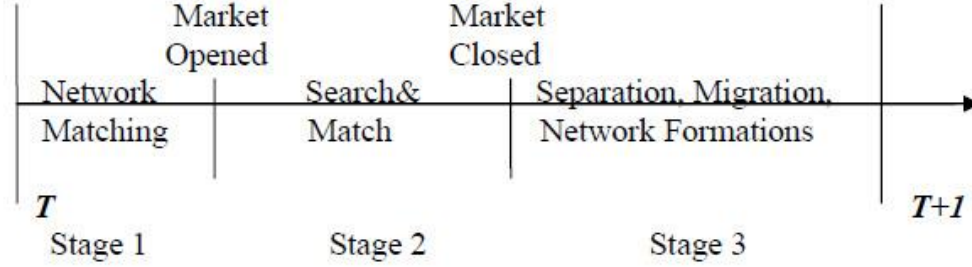 Market Opened
Market Closed
Network Matching
Search& Match
Separation, Migration, Network Formations
T
T+1
Stage 1
Stage 2
Stage 3